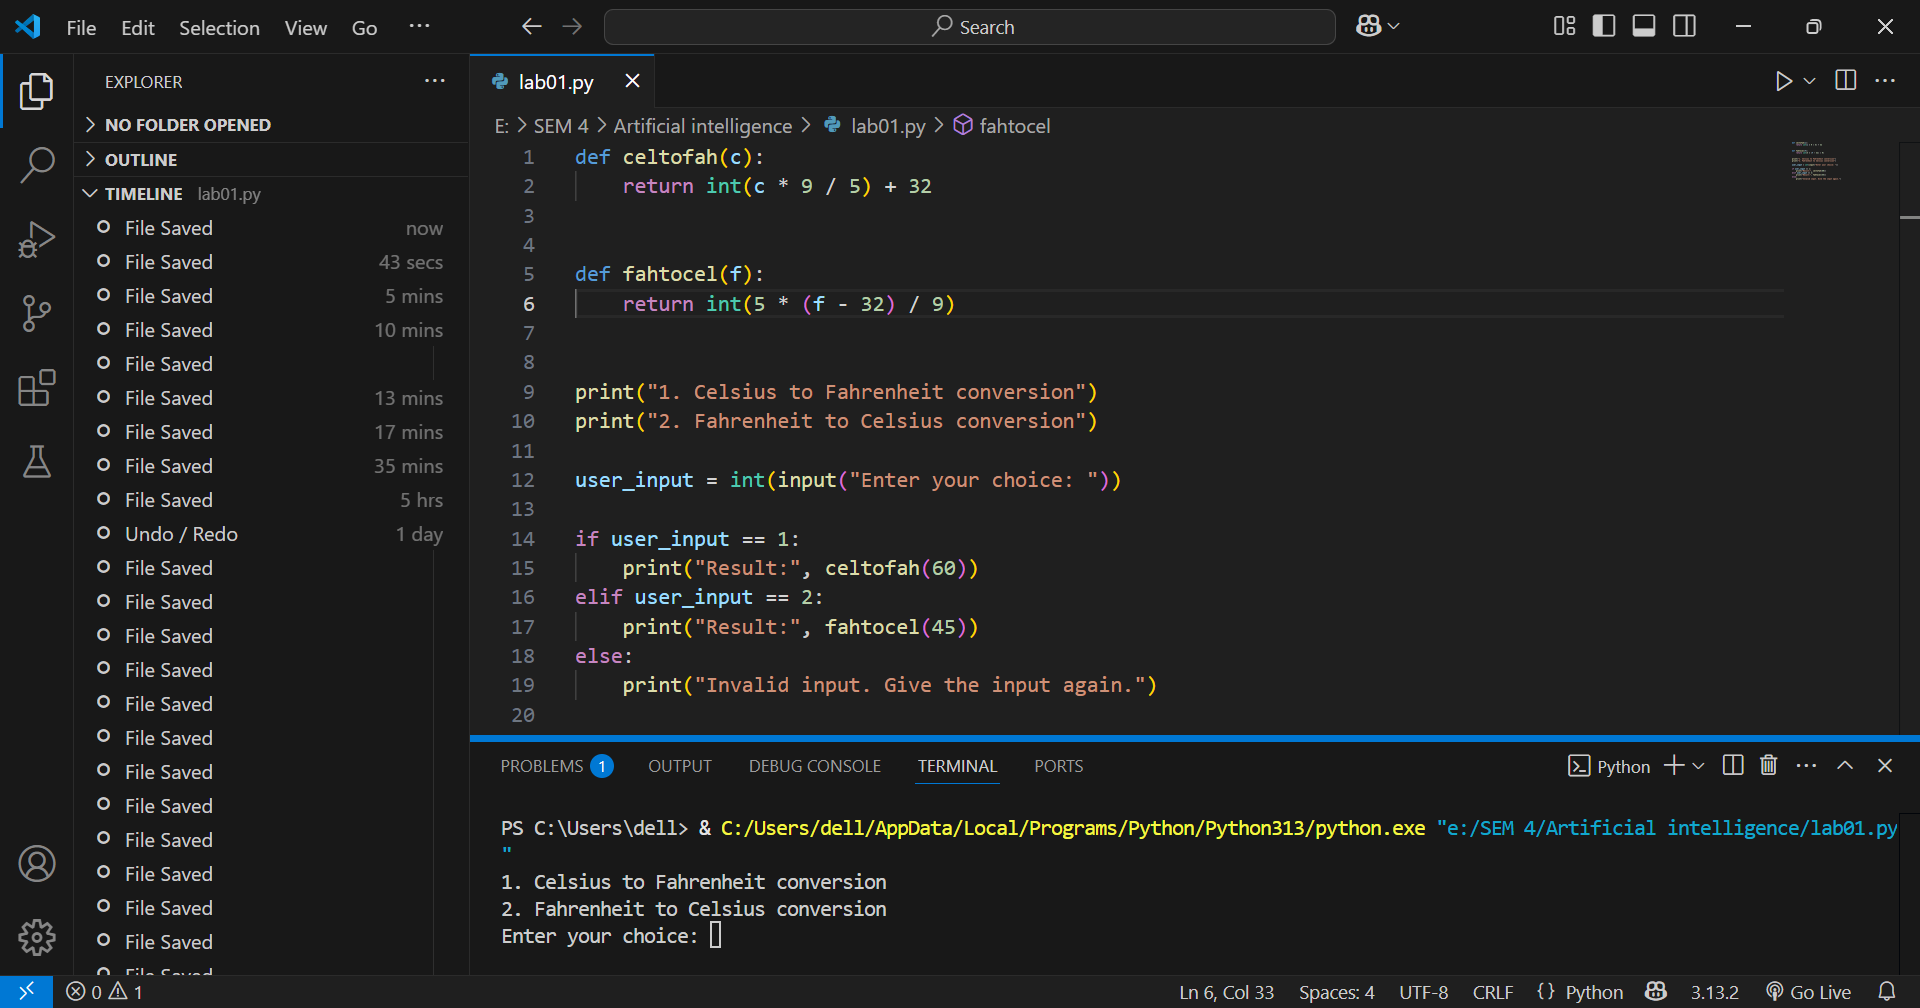 File Edit Selection View Go ···
Search
EXPLORER ···
NO FOLDER OPENED
OUTLINE
TIMELINE lab01.py
File Saved now
File Saved 43 secs
File Saved 5 mins
File Saved 10 mins
File Saved
File Saved 13 mins
File Saved 17 mins
File Saved 35 mins
File Saved 5 hrs
Undo / Redo 1 day
File Saved
File Saved
File Saved
File Saved
File Saved
File Saved
File Saved
File Saved
File Saved
File Saved
File Saved
File Saved
File Saved
lab01.py
E: > SEM 4 > Artificial intelligence > lab01.py > fahtocel
1 def celtofah(c):
2     return int(c * 9 / 5) + 32
3
4
5 def fahtocel(f):
6     return int(5 * (f - 32) / 9)
7
8
9 print("1. Celsius to Fahrenheit conversion")
10 print("2. Fahrenheit to Celsius conversion")
11
12 user_input = int(input("Enter your choice: "))
13
14 if user_input == 1:
15     print("Result:", celtofah(60))
16 elif user_input == 2:
17     print("Result:", fahtocel(45))
18 else:
19     print("Invalid input. Give the input again.")
20
PROBLEMS 1 OUTPUT DEBUG CONSOLE TERMINAL PORTS
Python
PS C:\Users\dell> & C:/Users/dell/AppData/Local/Programs/Python/Python313/python.exe "e:/SEM 4/Artificial intelligence/lab01.py
"
1. Celsius to Fahrenheit conversion
2. Fahrenheit to Celsius conversion
Enter your choice:
0 1 Ln 6, Col 33 Spaces: 4 UTF-8 CRLF {} Python 3.13.2 Go Live